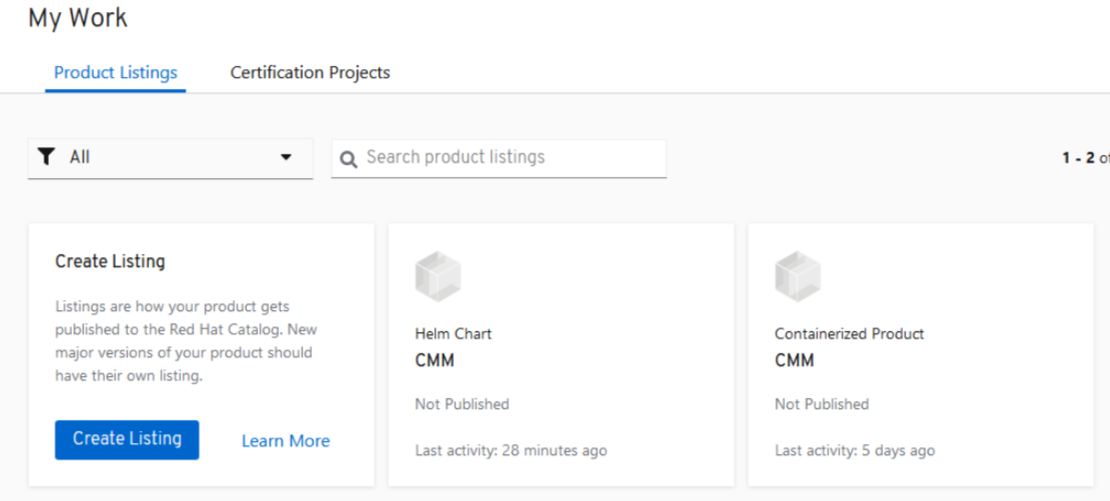 My Work
Product Listings
Certification Projects
All
Search product listings
1 - 2 of
Create Listing
Listings are how your product gets
published to the Red Hat Catalog. New
major versions of your product should
have their own listing.
Create Listing
Learn More
Helm Chart
CMM
Not Published
Last activity: 28 minutes ago
Containerized Product
CMM
Not Published
Last activity: 5 days ago